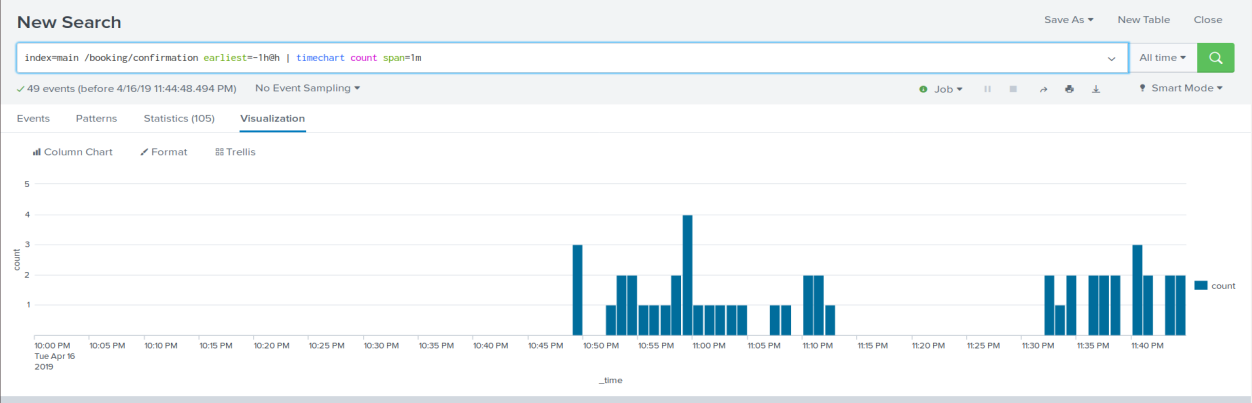 New Search
Save As ▾ New Table Close
index=main /booking/confirmation earliest=-1h@h | timechart count span=1m
All time ▾
✓ 49 events (before 4/16/19 11:44:48.494 PM) No Event Sampling ▾
Job ▾
Smart Mode ▾
Events Patterns Statistics (105) Visualization
Column Chart Format Trellis
5
4
3
2
1
count
count
10:00 PM 10:05 PM 10:10 PM 10:15 PM 10:20 PM 10:25 PM 10:30 PM 10:35 PM 10:40 PM 10:45 PM 10:50 PM 10:55 PM 11:00 PM 11:05 PM 11:10 PM 11:15 PM 11:20 PM 11:25 PM 11:30 PM 11:35 PM 11:40 PM
Tue Apr 16
2019
_time